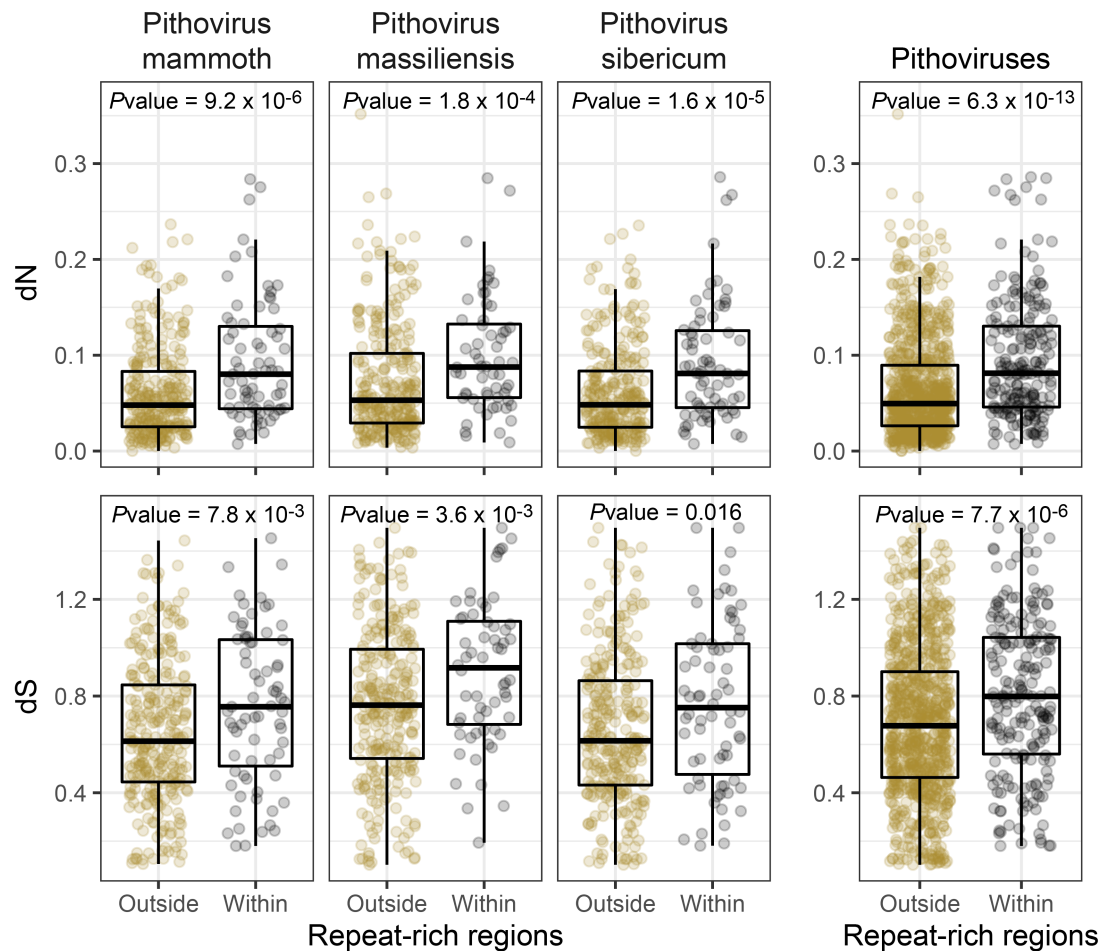 Pithovirus
mammoth
Pithovirus
massiliensis
Pithovirus
sibericum
Pithoviruses
Pvalue = 9.2 x 10-6
Pvalue = 1.8 x 10-4
Pvalue = 1.6 x 10-5
Pvalue = 6.3 x 10-13
dN
0.3
0.2
0.1
0.0
0.3
0.2
0.1
0.0
Pvalue = 7.8 x 10-3
Pvalue = 3.6 x 10-3
Pvalue = 0.016
Pvalue = 7.7 x 10-6
dS
1.2
0.8
0.4
1.2
0.8
0.4
Outside Within
Outside Within
Outside Within
Outside Within
Repeat-rich regions
Repeat-rich regions